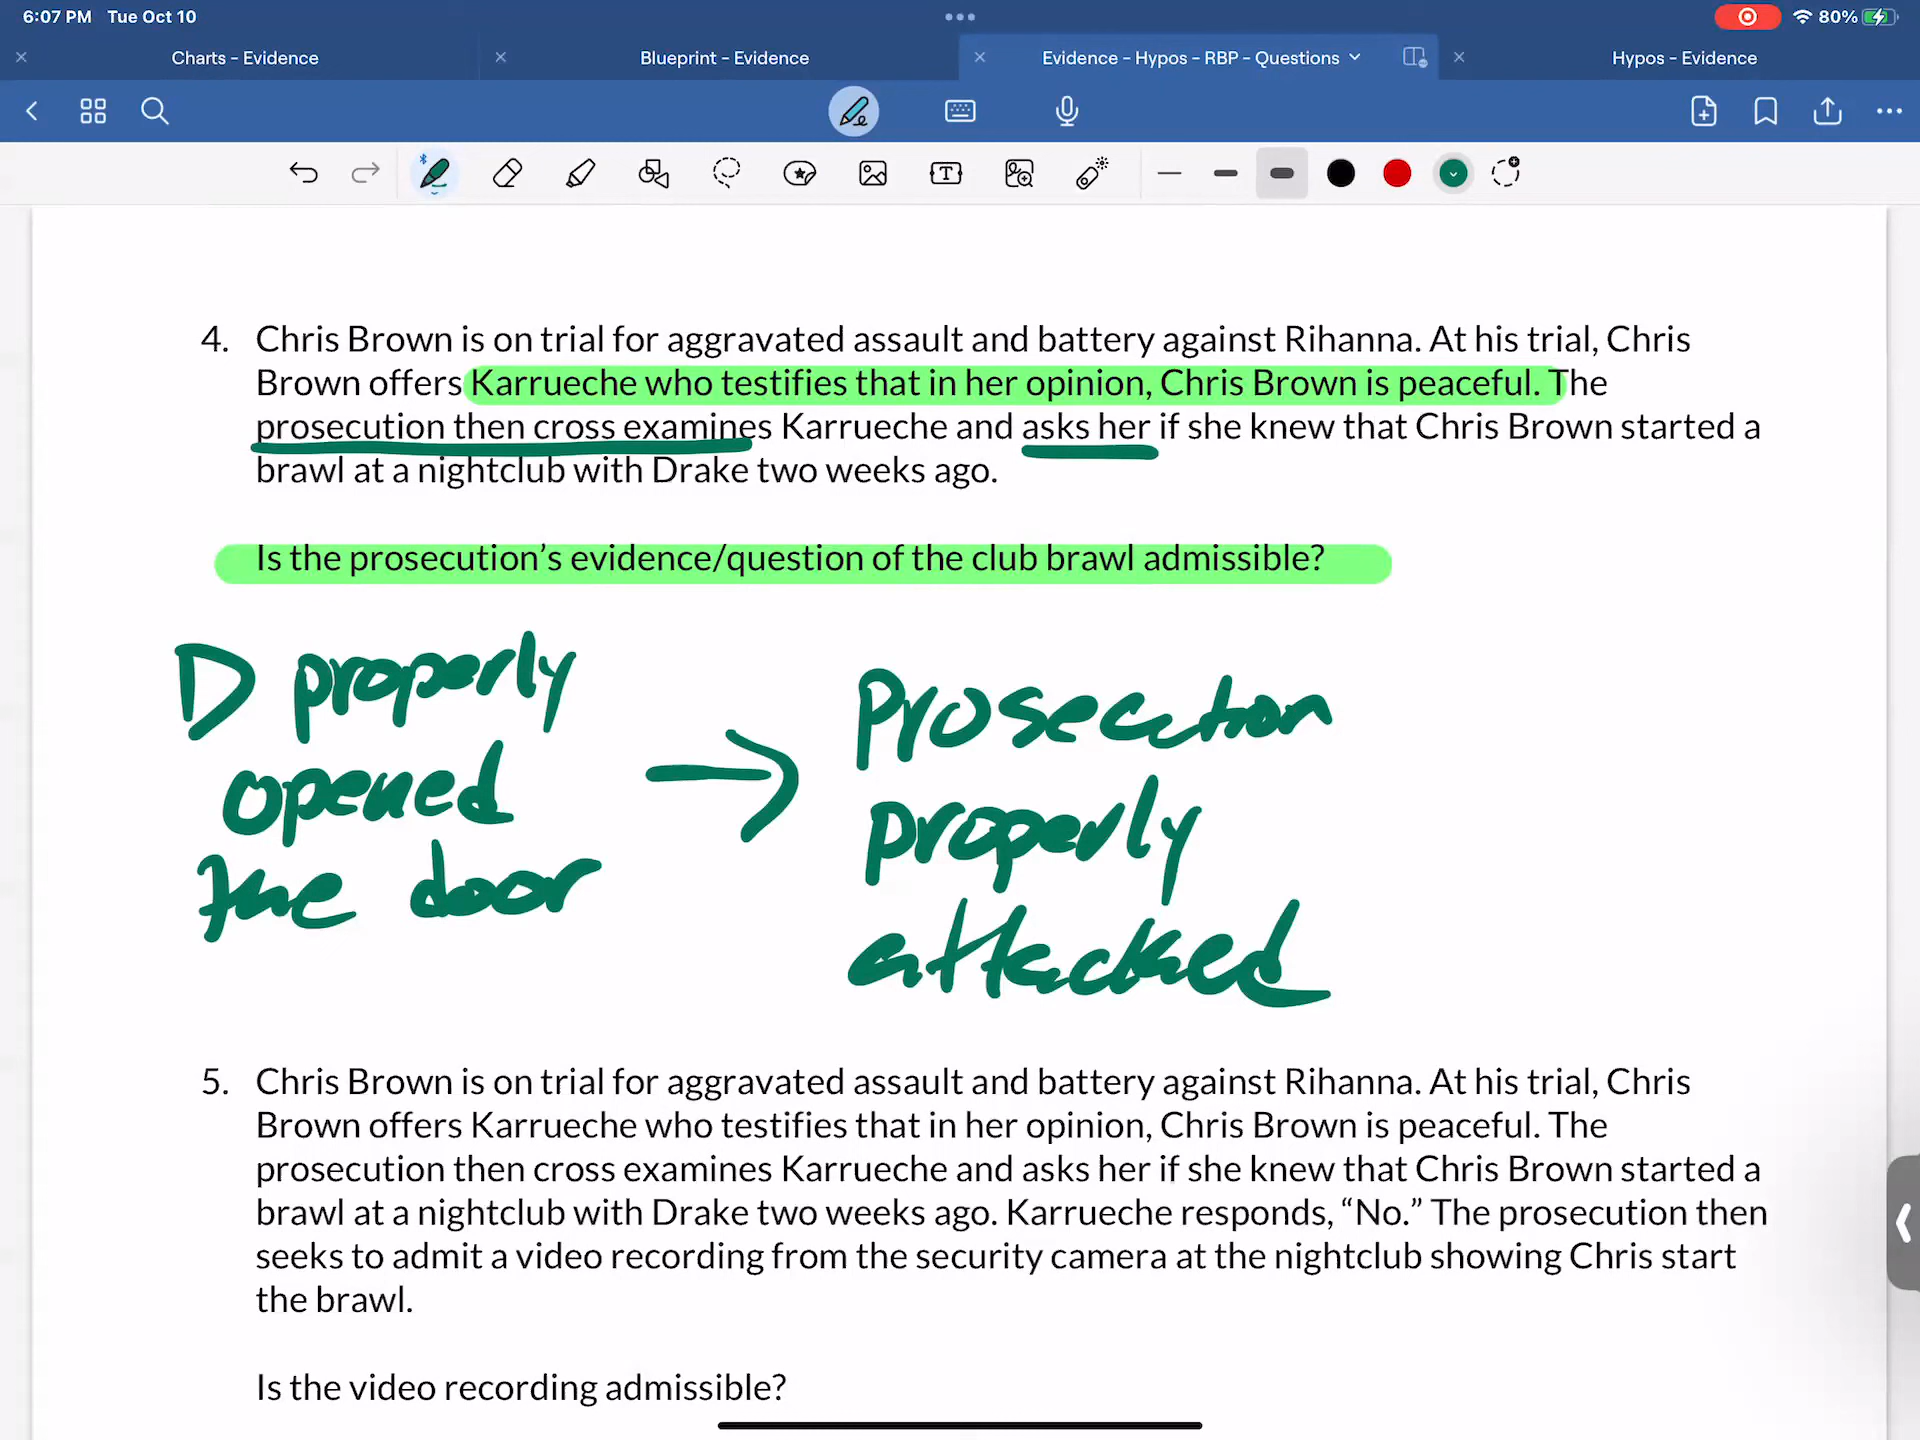 6:07 PM Tue Oct 10
80%
Charts - Evidence
Blueprint - Evidence
Evidence - Hypos - RBP - Questions
Hypos - Evidence
4. Chris Brown is on trial for aggravated assault and battery against Rihanna. At his trial, Chris
Brown offers Karrueche who testifies that in her opinion, Chris Brown is peaceful. The
prosecution then cross examines Karrueche and asks her if she knew that Chris Brown started a
brawl at a nightclub with Drake two weeks ago.
Is the prosecution’s evidence/question of the club brawl admissible?
D properly
opened
the door
Prosecution
properly
attacked
5. Chris Brown is on trial for aggravated assault and battery against Rihanna. At his trial, Chris
Brown offers Karrueche who testifies that in her opinion, Chris Brown is peaceful. The
prosecution then cross examines Karrueche and asks her if she knew that Chris Brown started a
brawl at a nightclub with Drake two weeks ago. Karrueche responds, “No.” The prosecution then
seeks to admit a video recording from the security camera at the nightclub showing Chris start
the brawl.
Is the video recording admissible?